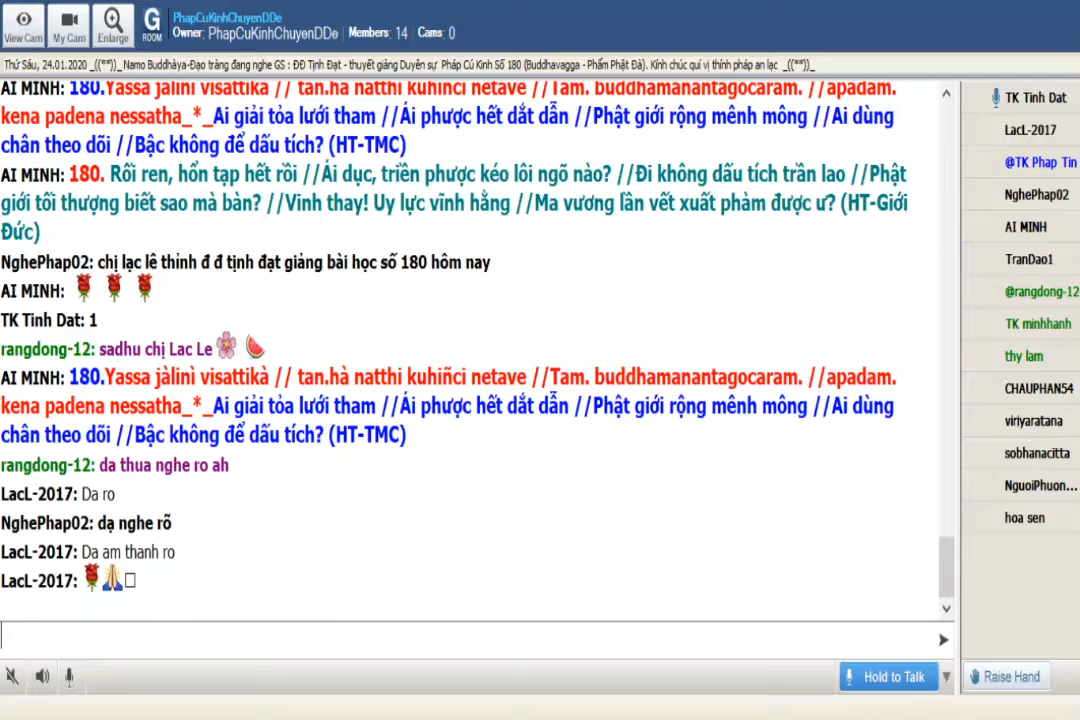 View Cam
My Cam
Enlarge
G
ROOM
PhapCuKinhChuyenDDe
Owner: PhapCuKinhChuyenDDe Members: 14 Cams: 0
Thứ Sáu, 24.01.2020 _((**))_ Namo Buddhàya-Đạo tràng đang nghe GS : ĐĐ Tịnh Đạt - thuyết giảng Duyên sự Pháp Cú Kinh Số 180 (Buddhavagga - Phẩm Phật Đà). Kính chúc quí vị thính pháp an lạc _((**))_
AI MINH: 180.Yassa jàlinì visattikà // tan.hà natthi kuhiñci netave //Tam. buddhamanantagocaram. //apadam.
kena padena nessatha_*_Ai giải tỏa lưới tham //Ái phược hết dắt dẫn //Phật giới rộng mênh mông //Ai dùng
chân theo dõi //Bậc không để dấu tích? (HT-TMC)
AI MINH: 180. Rối ren, hổn tạp hết rồi //Ái dục, triền phược kéo lôi ngõ nào? //Đi không dấu tích trần lao //Phật
giới tối thượng biết sao mà bàn? //Vinh thay! Uy lực vĩnh hằng //Ma vương lần vết xuất phàm được ư? (HT-Giới
Đức)
NghePhap02: chị lạc lê thỉnh đ đ tịnh đạt giảng bài học số 180 hôm nay
AI MINH:
TK Tinh Dat: 1
rangdong-12: sadhu chị Lac Le
AI MINH: 180.Yassa jàlinì visattikà // tan.hà natthi kuhiñci netave //Tam. buddhamanantagocaram. //apadam.
kena padena nessatha_*_Ai giải tỏa lưới tham //Ái phược hết dắt dẫn //Phật giới rộng mênh mông //Ai dùng
chân theo dõi //Bậc không để dấu tích? (HT-TMC)
rangdong-12: da thua nghe ro ah
LacL-2017: Da ro
NghePhap02: dạ nghe rõ
LacL-2017: Da am thanh ro
LacL-2017:
TK Tinh Dat
LacL-2017
@TK Phap Tin
NghePhap02
AI MINH
TranDao1
@rangdong-12
TK minhhanh
thy lam
CHAUPHAN54
viriyaratana
sobhanacitta
NguoiPhuon...
hoa sen
Hold to Talk
Raise Hand